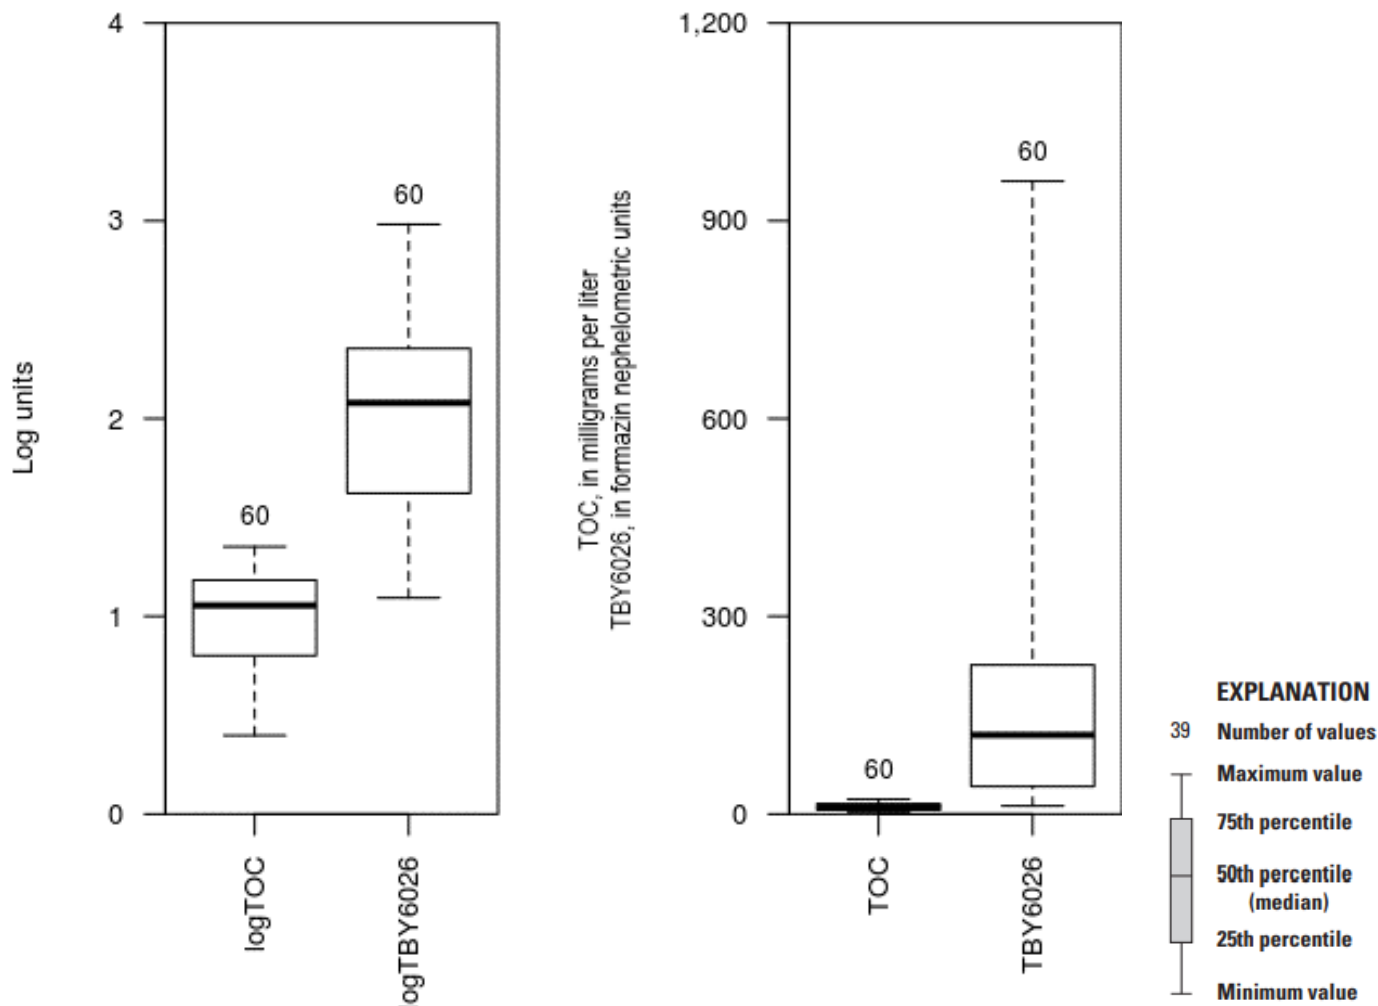 4
3
2
1
0
Log units
60
60
logTOC
ogTBY6026
1,200
900
600
300
0
TOC, in milligrams per liter
TBY6026, in formazin nephelometric units
60
60
TOC
TBY6026
EXPLANATION
39 Number of values
Maximum value
75th percentile
50th percentile
(median)
25th percentile
Minimum value